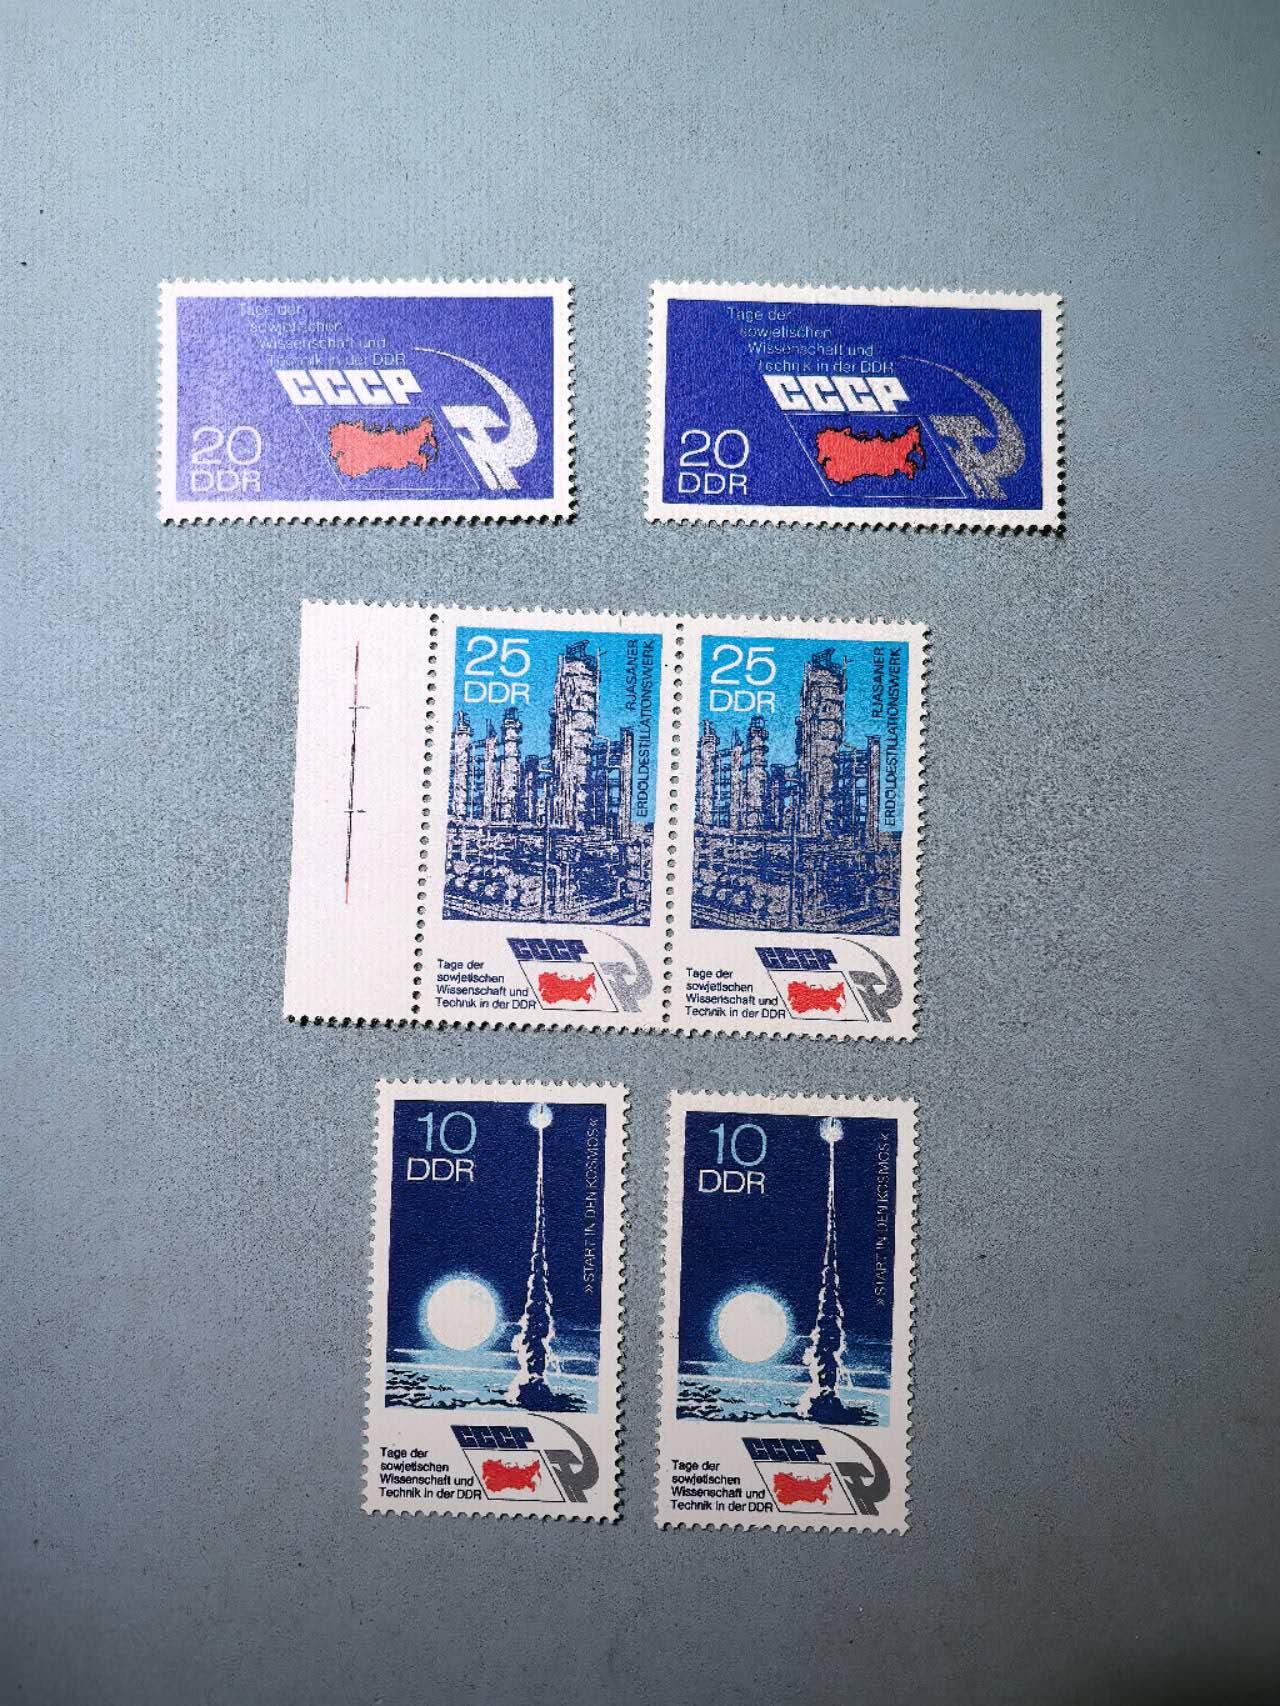 Tage der
sowjetischen
Wissenschaft und
Technik in der DDR
CCCP
20
DDR
Tage der
sowjetischen
Wissenschaft und
Technik in der DDR
CCCP
20
DDR
25
DDR
RJASANER
ERDÖLDESTILLATIONSWERK
CCCP
Tage der
sowjetischen
Wissenschaft und
Technik in der DDR
25
DDR
RJASANER
ERDÖLDESTILLATIONSWERK
CCCP
Tage der
sowjetischen
Wissenschaft und
Technik in der DDR
10
DDR
»START IN DEN KOSMOS«
CCCP
Tage der
sowjetischen
Wissenschaft und
Technik in der DDR
10
DDR
»START IN DEN KOSMOS«
CCCP
Tage der
sowjetischen
Wissenschaft und
Technik in der DDR